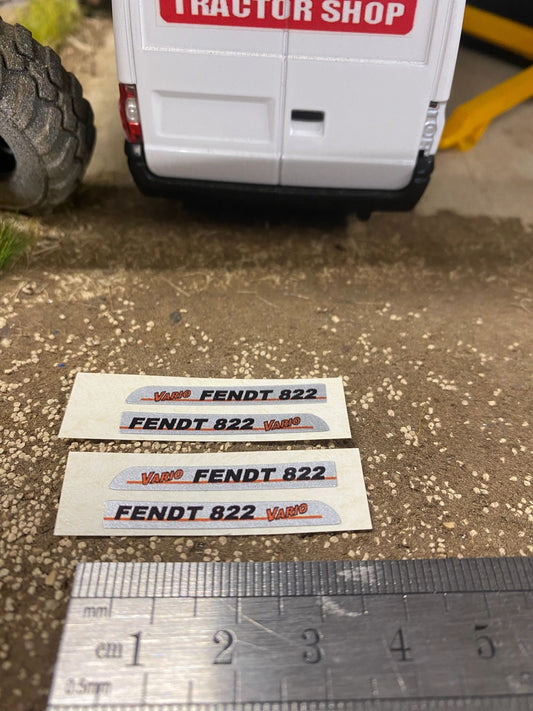 TRACTOR SHOP
VARIO FENDT 822
FENDT 822 VARIO
VARIO FENDT 822
FENDT 822 VARIO
mm
cm 1 2 3 4 5
0.5mm